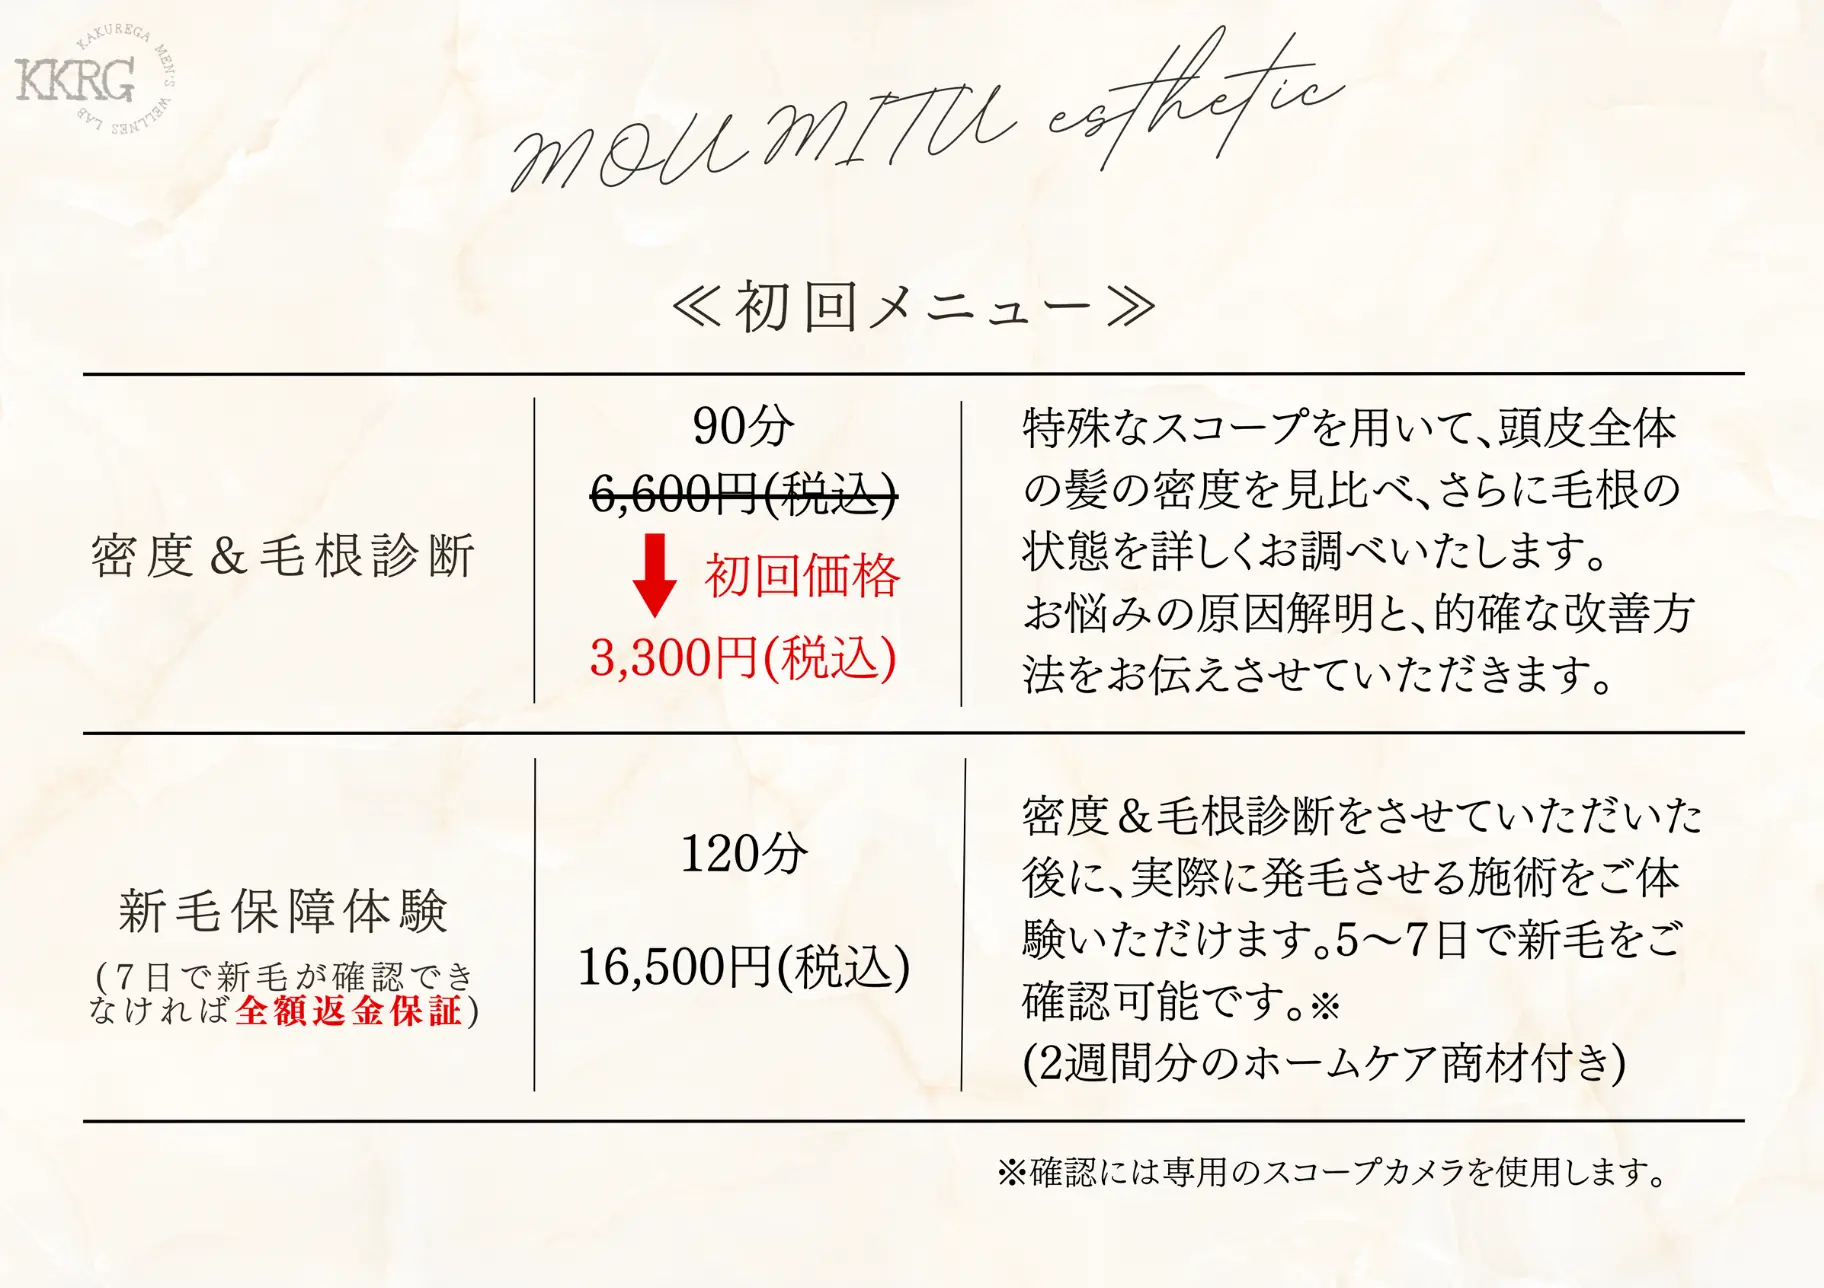 KKRG
KAKUREGA MEN'S WELLNES LAB
MOU MITU esthetic
≪初回メニュー≫
密度＆毛根診断
90分
6,600円(税込)
初回価格
3,300円(税込)
特殊なスコープを用いて、頭皮全体
の髪の密度を見比べ、さらに毛根の
状態を詳しくお調べいたします。
お悩みの原因解明と、的確な改善方
法をお伝えさせていただきます。
新毛保障体験
(７日で新毛が確認でき
なければ全額返金保証)
120分
16,500円(税込)
密度＆毛根診断をさせていただいた
後に、実際に発毛させる施術をご体
験いただけます。5〜7日で新毛をご
確認可能です。※
(2週間分のホームケア商材付き)
※確認には専用のスコープカメラを使用します。